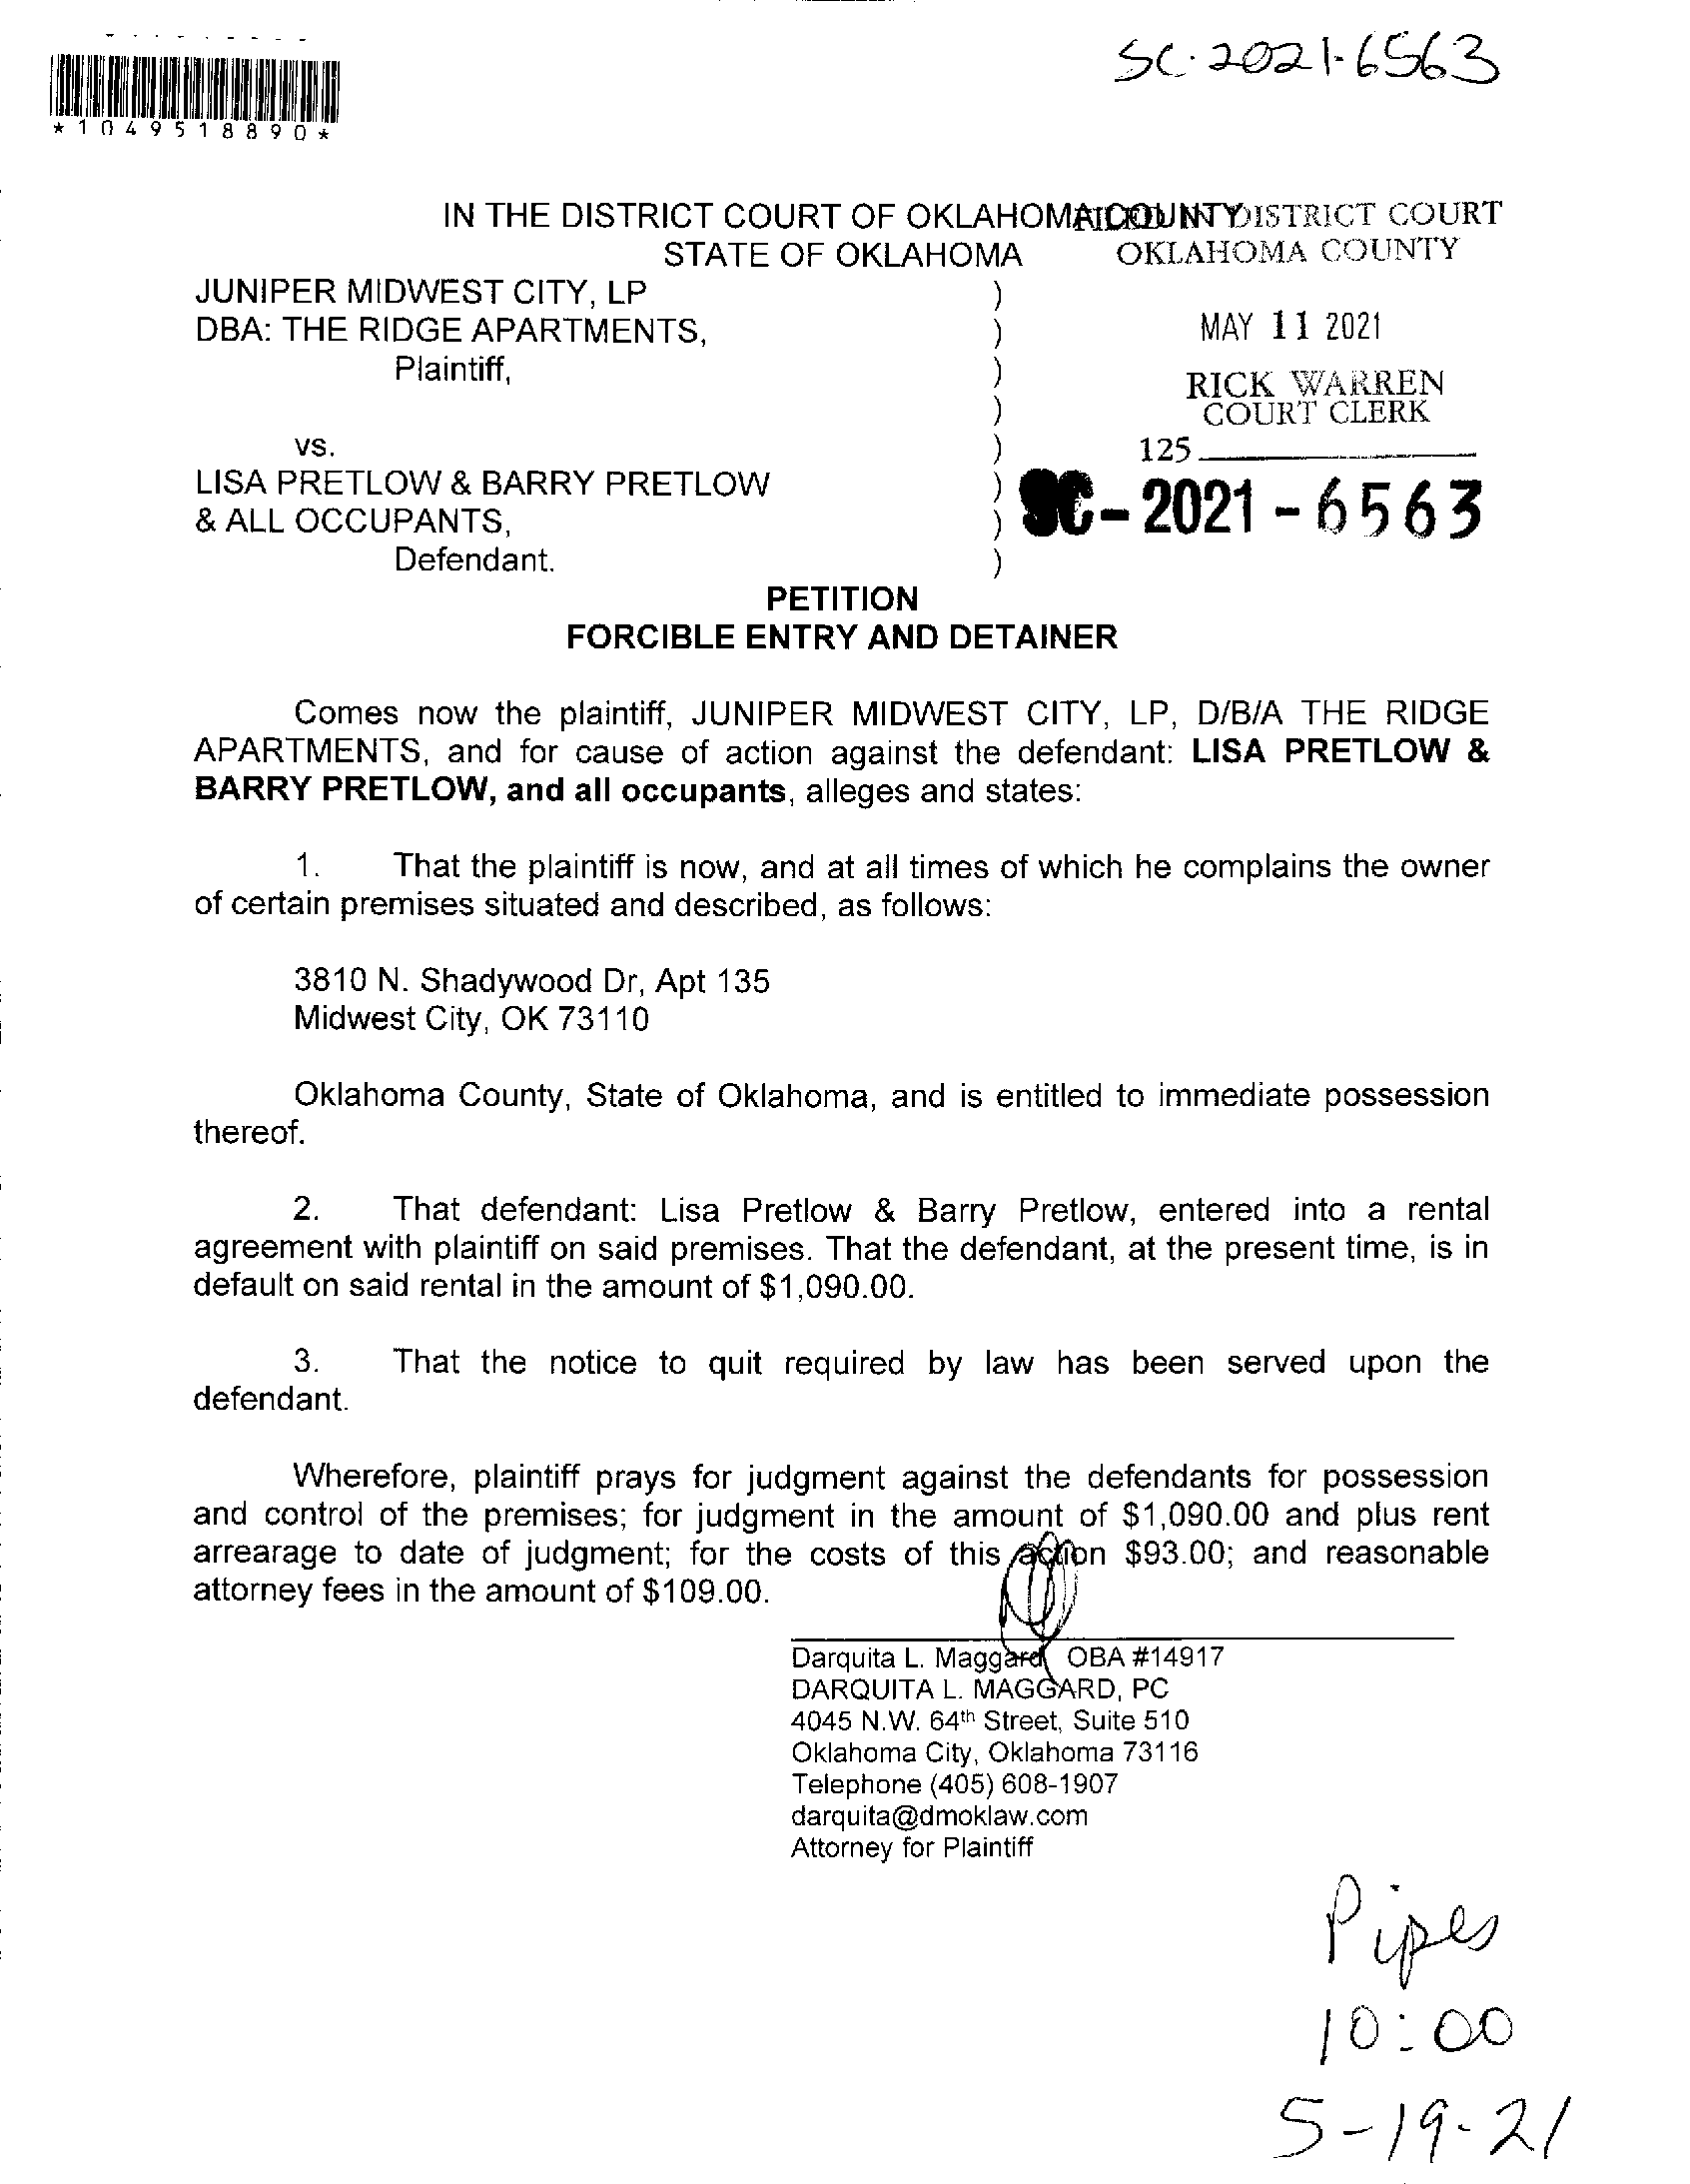 SC-2021-6563
*1049518890*
IN THE DISTRICT COURT OF OKLAHOMA COUNTY
STATE OF OKLAHOMA
FILED IN DISTRICT COURT
OKLAHOMA COUNTY
JUNIPER MIDWEST CITY, LP )
DBA: THE RIDGE APARTMENTS, )
Plaintiff, )
)
vs. )
LISA PRETLOW & BARRY PRETLOW )
& ALL OCCUPANTS, )
Defendant. )
MAY 11 2021
RICK WARREN
COURT CLERK
125
SC-2021-6563
PETITION
FORCIBLE ENTRY AND DETAINER
Comes now the plaintiff, JUNIPER MIDWEST CITY, LP, D/B/A THE RIDGE
APARTMENTS, and for cause of action against the defendant: LISA PRETLOW &
BARRY PRETLOW, and all occupants, alleges and states:
1. That the plaintiff is now, and at all times of which he complains the owner
of certain premises situated and described, as follows:
3810 N. Shadywood Dr, Apt 135
Midwest City, OK 73110
Oklahoma County, State of Oklahoma, and is entitled to immediate possession
thereof.
2. That defendant: Lisa Pretlow & Barry Pretlow, entered into a rental
agreement with plaintiff on said premises. That the defendant, at the present time, is in
default on said rental in the amount of $1,090.00.
3. That the notice to quit required by law has been served upon the
defendant.
Wherefore, plaintiff prays for judgment against the defendants for possession
and control of the premises; for judgment in the amount of $1,090.00 and plus rent
arrearage to date of judgment; for the costs of this action $93.00; and reasonable
attorney fees in the amount of $109.00.
Darquita L. Maggard OBA #14917
DARQUITA L. MAGGARD, PC
4045 N.W. 64th Street, Suite 510
Oklahoma City, Oklahoma 73116
Telephone (405) 608-1907
darquita@dmoklaw.com
Attorney for Plaintiff
Pipes
10:00
5-19-21